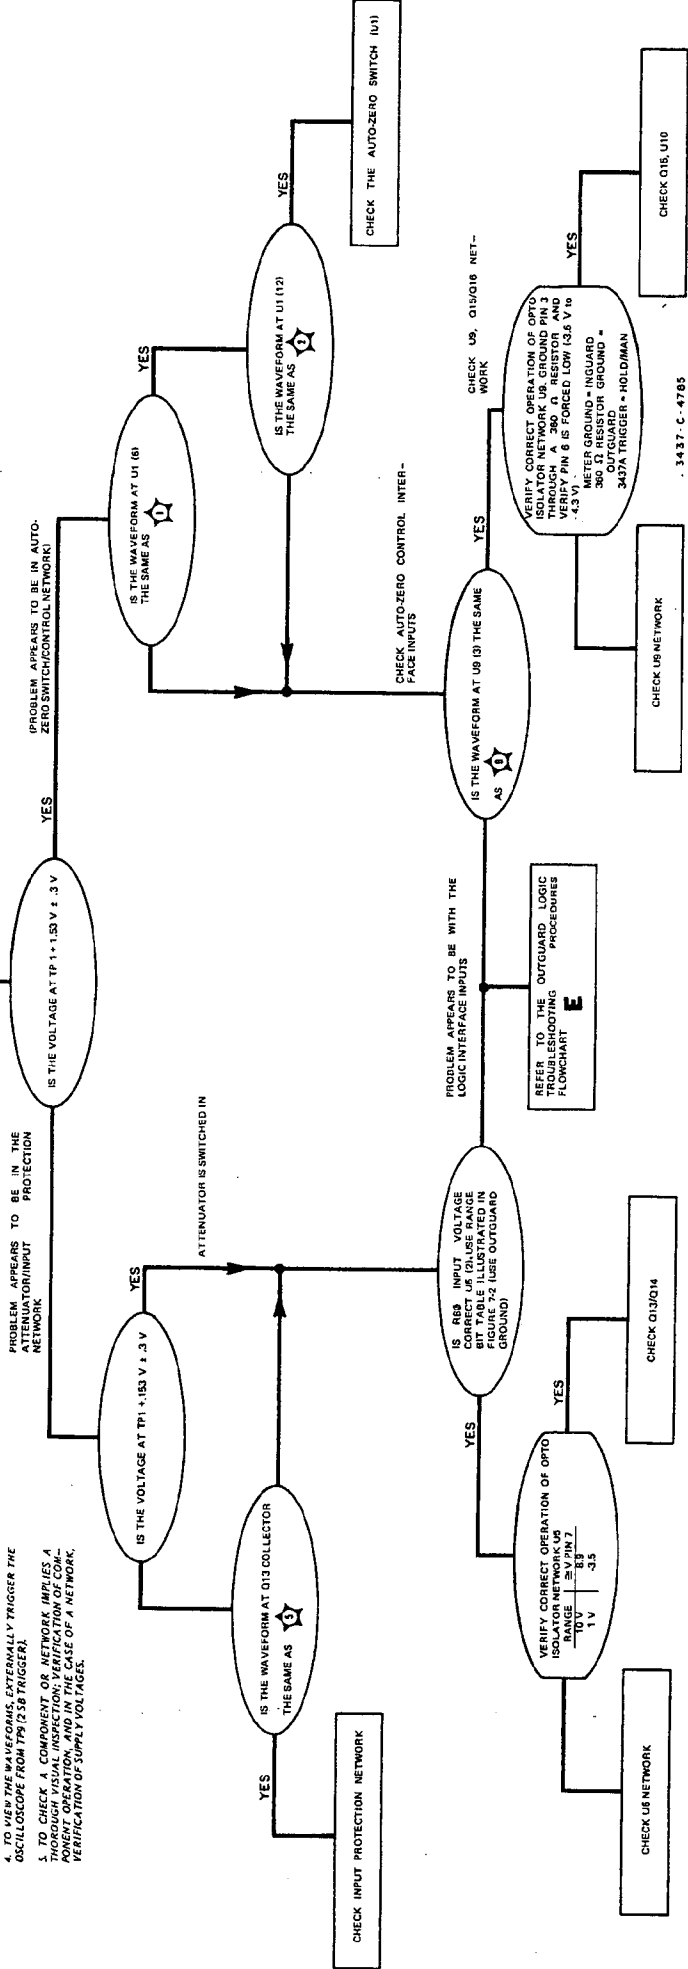 4. TO VIEW THE WAVEFORMS, EXTERNALLY TRIGGER THE
OSCILLOSCOPE FROM TP9 (2 SB TRIGGER).
5. TO CHECK A COMPONENT OR NETWORK IMPLIES A
THOROUGH VISUAL INSPECTION; VERIFICATION OF COM-
PONENT OPERATION, AND IN THE CASE OF A NETWORK,
VERIFICATION OF SUPPLY VOLTAGES.
PROBLEM APPEARS TO BE IN THE
ATTENUATOR/INPUT PROTECTION
NETWORK
IS THE VOLTAGE AT TP 1 + 1.53 V ± .3 V
YES
(PROBLEM APPEARS TO BE IN AUTO-
ZERO SWITCH/CONTROL NETWORK)
IS THE VOLTAGE AT TP1 +.153 V ± .3 V
YES
ATTENUATOR IS SWITCHED IN
IS THE WAVEFORM AT U1 (6)
THE SAME AS 1
YES
IS THE WAVEFORM AT Q13 COLLECTOR
THE SAME AS 5
YES
CHECK INPUT PROTECTION NETWORK
IS THE WAVEFORM AT U1 (12)
THE SAME AS 2
YES
CHECK THE AUTO-ZERO SWITCH (U1)
CHECK AUTO-ZERO CONTROL INTER-
FACE INPUTS
IS RB0 INPUT VOLTAGE
CORRECT U5 (2), USE RANGE
BIT TABLE ILLUSTRATED IN
FIGURE 7-2 (USE OUTGUARD
GROUND)
YES
PROBLEM APPEARS TO BE WITH THE
LOGIC INTERFACE INPUTS
IS THE WAVEFORM AT U9 (3) THE SAME
AS
YES
CHECK U9, Q15/Q16 NET-
WORK
REFER TO THE OUTGUARD LOGIC
TROUBLESHOOTING PROCEDURES
FLOWCHART E
VERIFY CORRECT OPERATION OF OPTO
ISOLATOR NETWORK U5
RANGE ≅ V PIN 7
10 V 8.9
1 V -3.5
YES
CHECK U5 NETWORK
CHECK Q13/Q14
VERIFY CORRECT OPERATION OF OPTO
ISOLATOR NETWORK U9. GROUND PIN 3
THROUGH A 360 Ω RESISTOR AND
VERIFY PIN 6 IS FORCED LOW (-3.5 V to
-4.3 V)
METER GROUND = INGUARD
360 Ω RESISTOR GROUND =
OUTGUARD
3437A TRIGGER = HOLD/MAN
YES
CHECK U9 NETWORK
CHECK Q15, U10
3437-C-4785